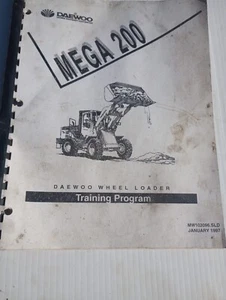 DAEWOO
MEGA 200
DAEWOO WHEEL LOADER
Training Program
JANUARY 1997